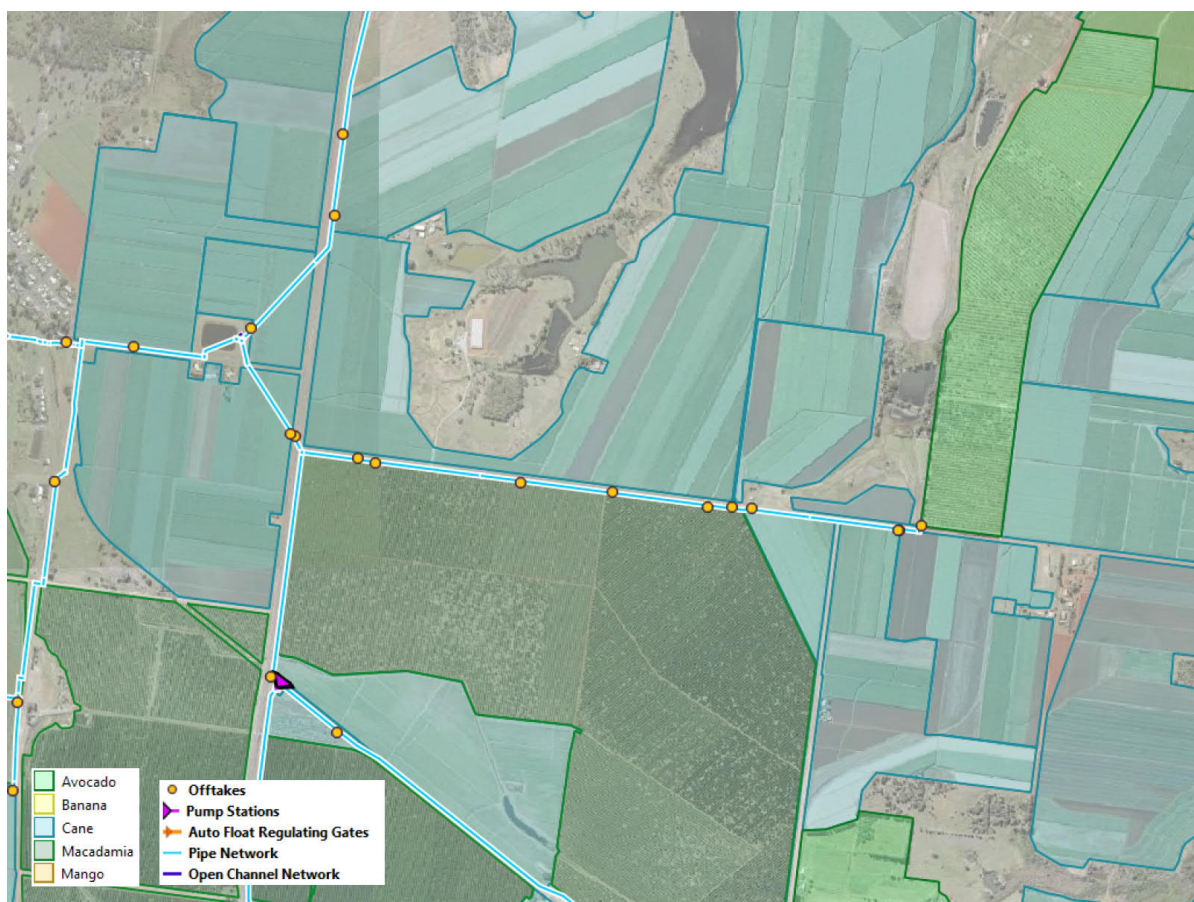 Avocado
Banana
Cane
Macadamia
Mango
Offtakes
Pump Stations
Auto Float Regulating Gates
Pipe Network
Open Channel Network